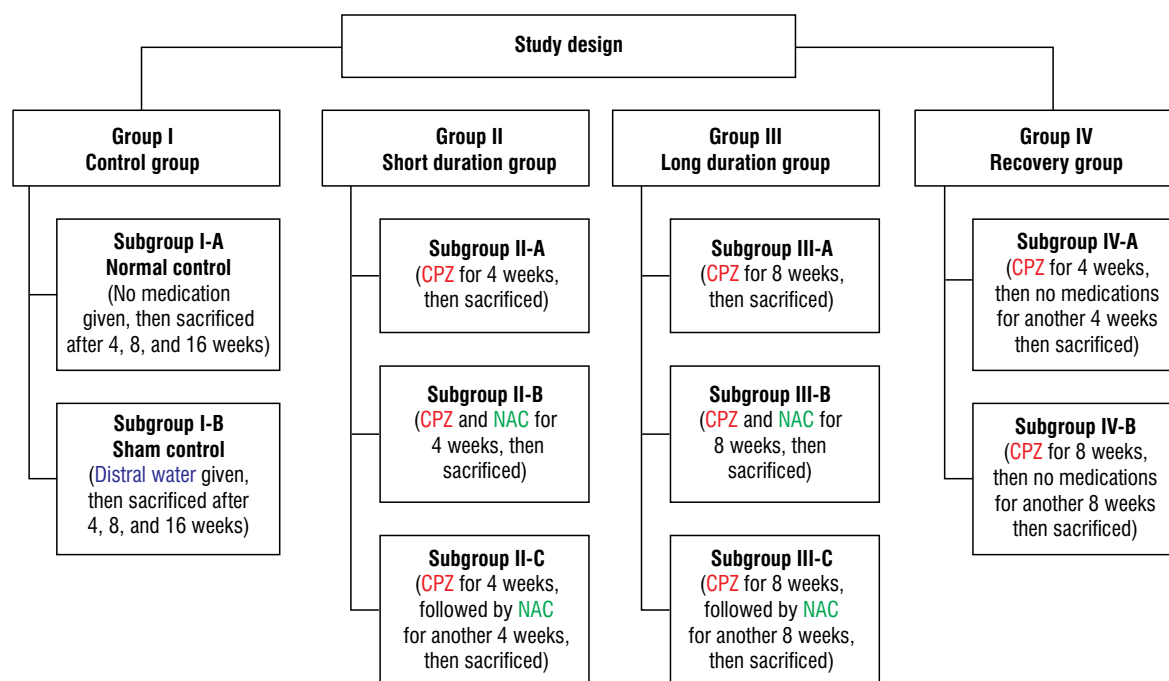 Study design
Group I
Control group
Subgroup I-A
Normal control
(No medication
given, then sacrificed
after 4, 8, and 16 weeks)
Subgroup I-B
Sham control
(Distral water given,
then sacrificed after
4, 8, and 16 weeks)
Group II
Short duration group
Subgroup II-A
(CPZ for 4 weeks,
then sacrificed)
Subgroup II-B
(CPZ and NAC for
4 weeks, then
sacrificed)
Subgroup II-C
(CPZ for 4 weeks,
followed by NAC
for another 4 weeks,
then sacrificed)
Group III
Long duration group
Subgroup III-A
(CPZ for 8 weeks,
then sacrificed)
Subgroup III-B
(CPZ and NAC for
8 weeks, then
sacrificed)
Subgroup III-C
(CPZ for 8 weeks,
followed by NAC
for another 8 weeks,
then sacrificed)
Group IV
Recovery group
Subgroup IV-A
(CPZ for 4 weeks,
then no medications
for another 4 weeks
then sacrificed)
Subgroup IV-B
(CPZ for 8 weeks,
then no medications
for another 8 weeks
then sacrificed)